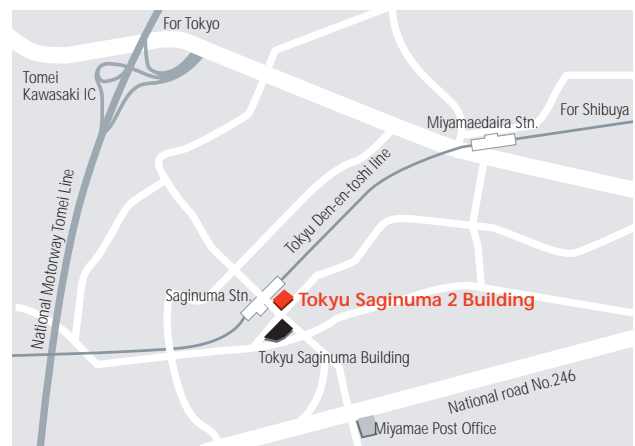 For Tokyo
Tomei
Kawasaki IC
For Shibuya
Miyamaedaira Stn.
National Motorway Tomei Line
Tokyu Den-en-toshi line
Saginuma Stn.
Tokyu Saginuma 2 Building
Tokyu Saginuma Building
National road No.246
Miyamae Post Office